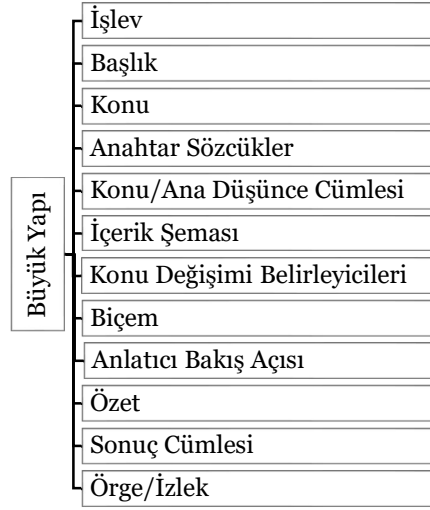 Büyük Yapı
İşlev
Başlık
Konu
Anahtar Sözcükler
Konu/Ana Düşünce Cümlesi
İçerik Şeması
Konu Değişimi Belirleyicileri
Biçem
Anlatıcı Bakış Açısı
Özet
Sonuç Cümlesi
Örge/İzlek